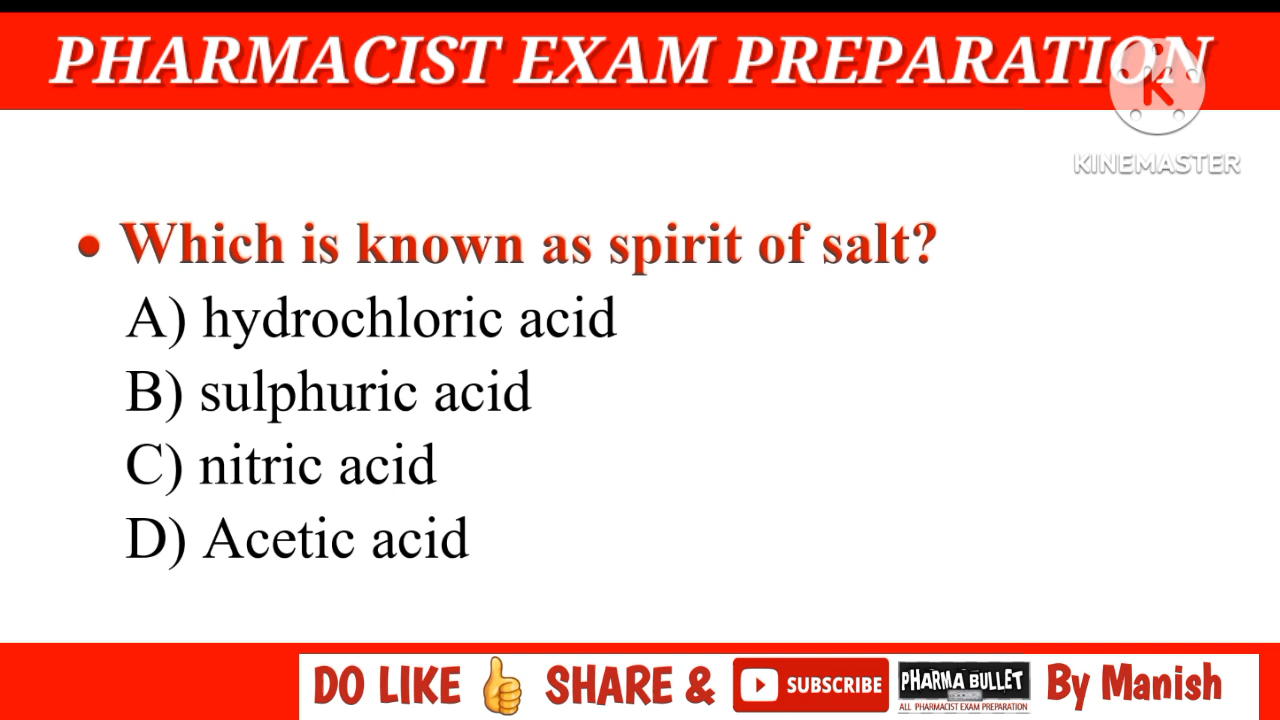 PHARMACIST EXAM PREPARATION
K
KINEMASTER
• Which is known as spirit of salt?
A) hydrochloric acid
B) sulphuric acid
C) nitric acid
D) Acetic acid
DO LIKE 👍 SHARE & SUBSCRIBE PHARMA BULLET By Manish
ALL PHARMACIST EXAM PREPARATION